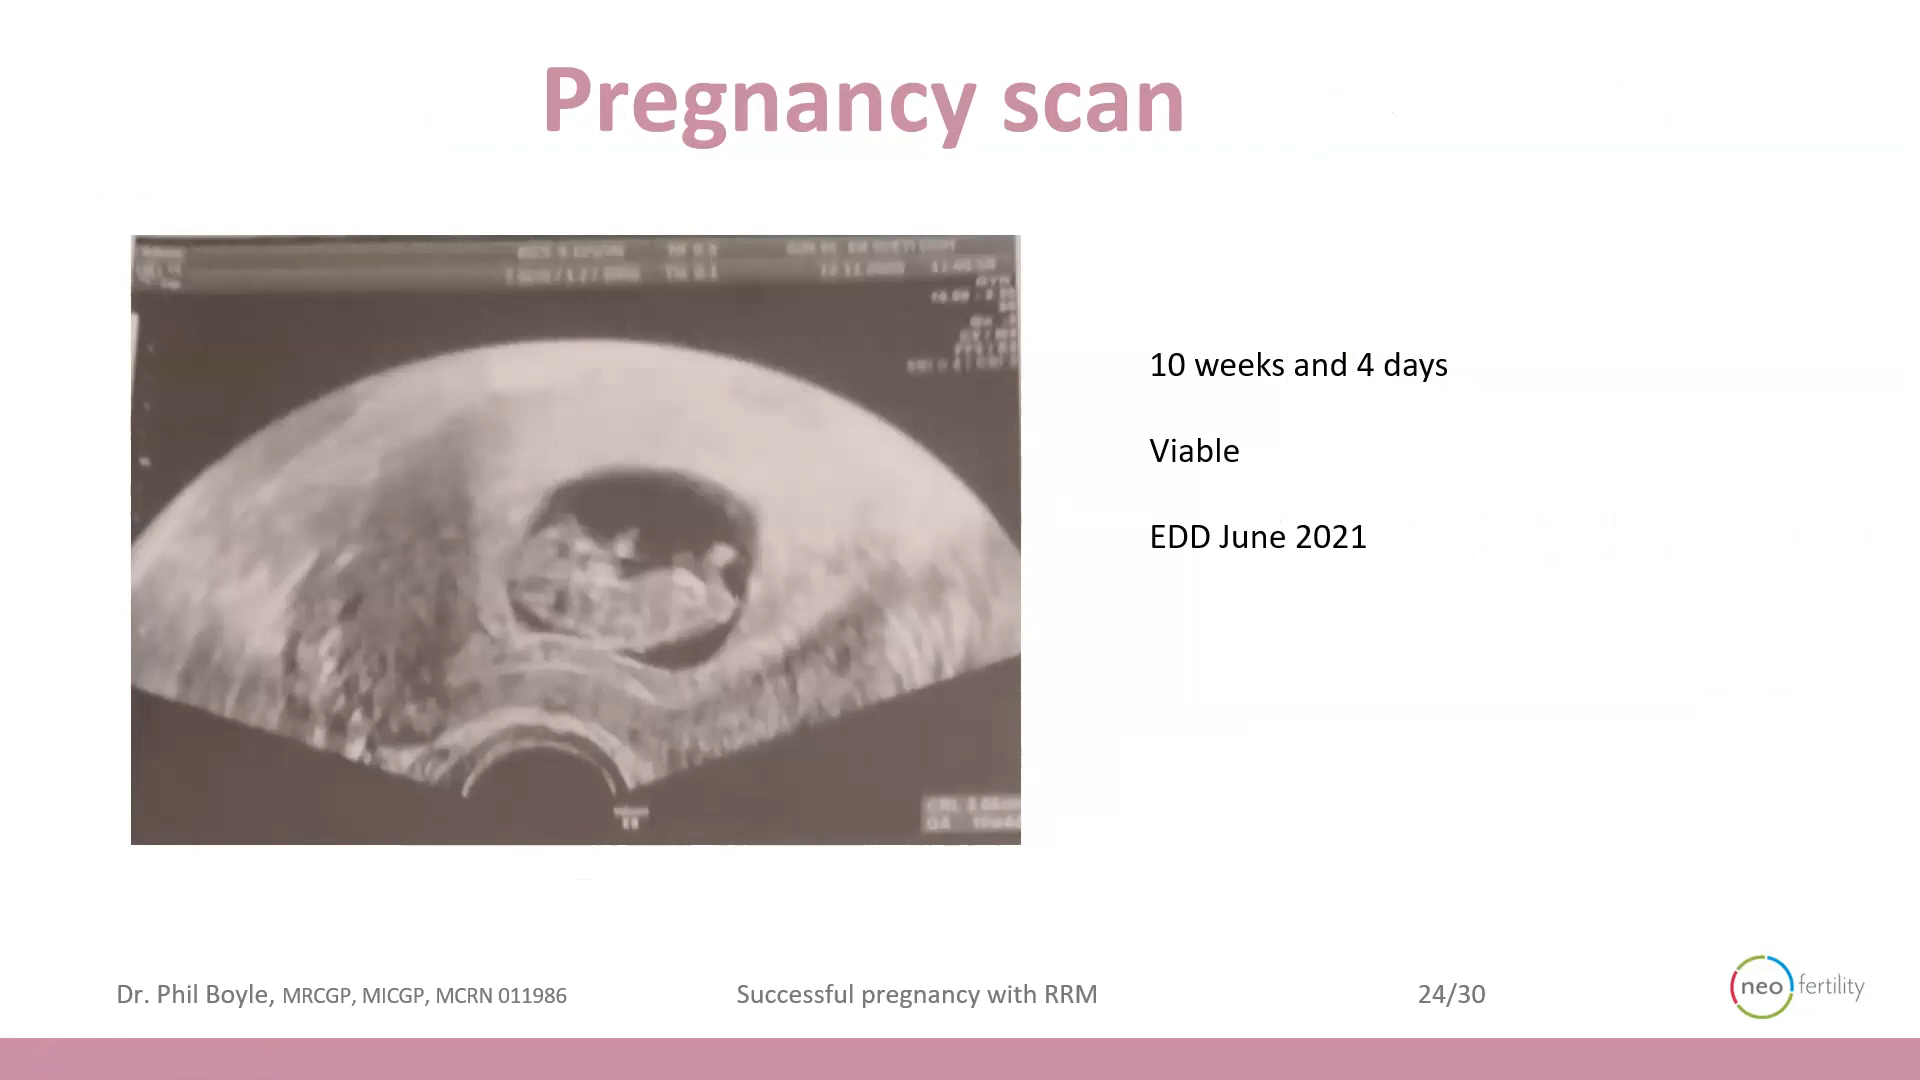 Pregnancy scan
10 weeks and 4 days
Viable
EDD June 2021
Dr. Phil Boyle, MRCGP, MICGP, MCRN 011986
Successful pregnancy with RRM
24/30
neo fertility